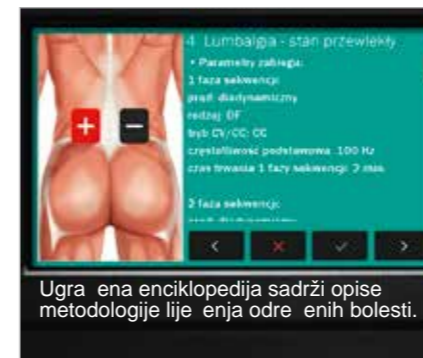 4 Lumbalgia - stan przewlekły
• Parametry zabiegu:
1 faza sekwencji:
prąd: diadynamiczny
rodzaj: DF
tryb CV/CC: CC
częstotliwość podstawowa: 100 Hz
czas trwania 1 fazy sekwencji: 2 min.
2 faza sekwencji:
+
−
Ugra ena enciklopedija sadrži opise
metodologije lije enja odre enih bolesti.